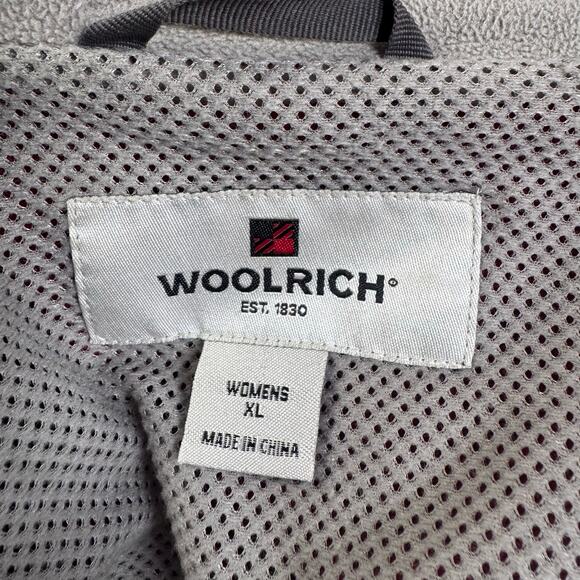 WOOLRICH®
EST. 1830
WOMENS
XL
MADE IN CHINA